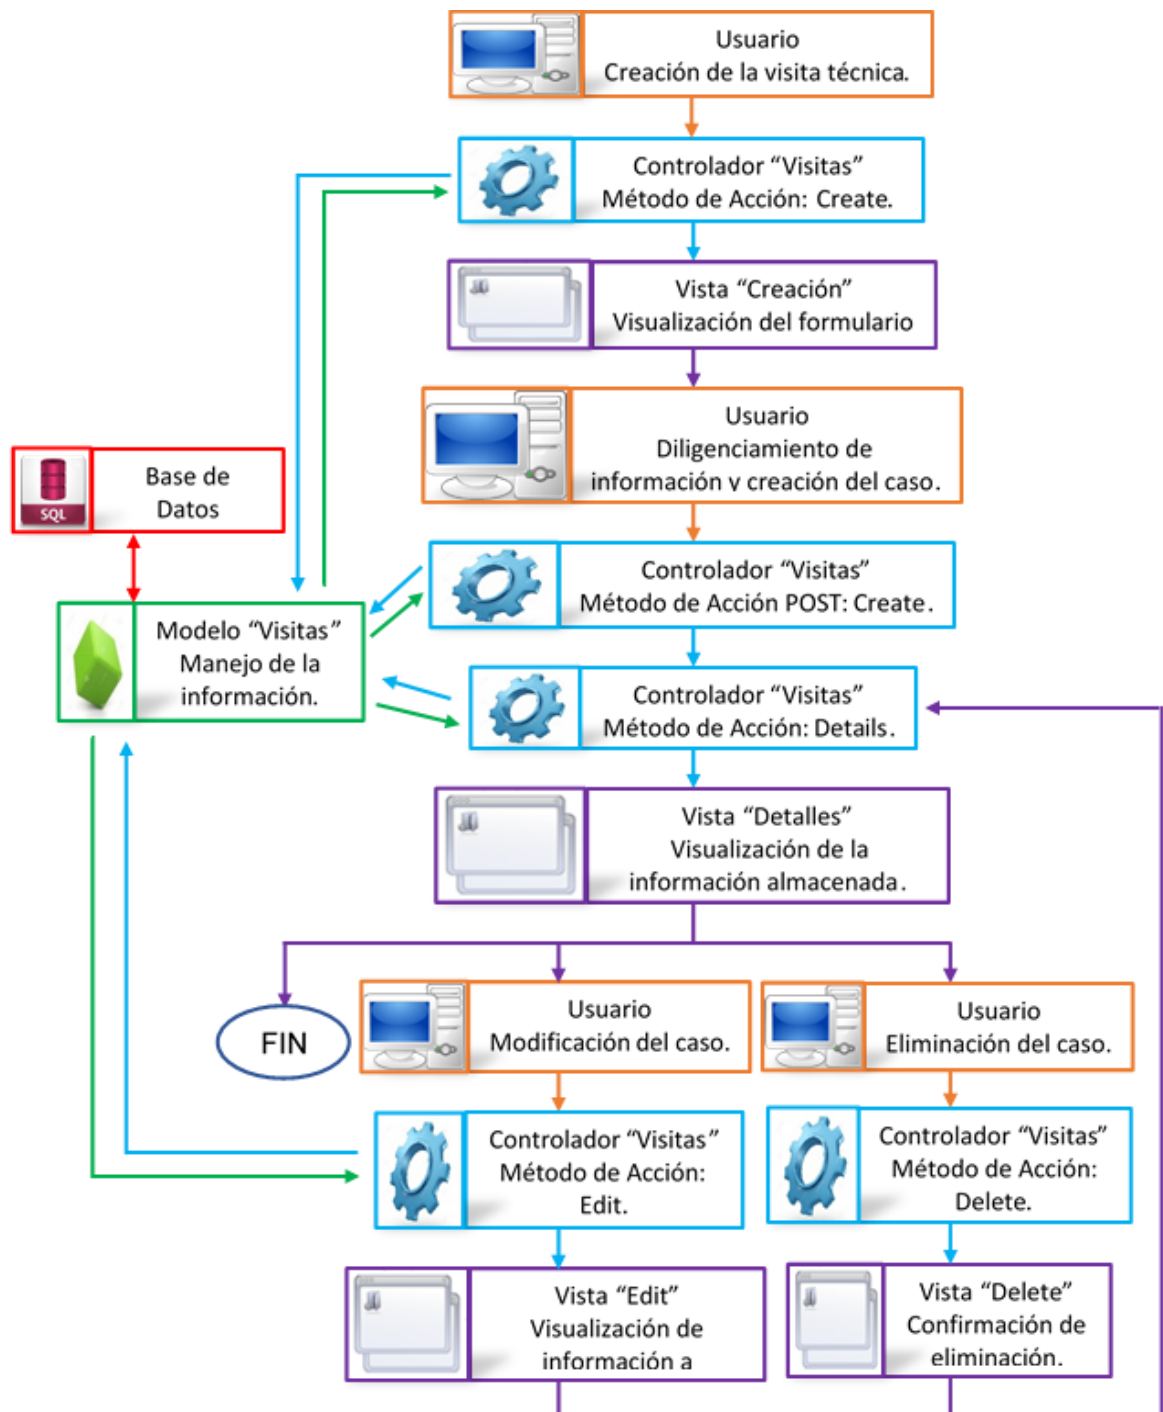 Usuario
Creación de la visita técnica.
Controlador “Visitas”
Método de Acción: Create.
Vista “Creación”
Visualización del formulario
Usuario
Diligenciamiento de
información y creación del caso.
Base de
Datos
SQL
Controlador “Visitas”
Método de Acción POST: Create.
Modelo “Visitas”
Manejo de la
información.
Controlador “Visitas”
Método de Acción: Details.
Vista “Detalles”
Visualización de la
información almacenada.
FIN
Usuario
Modificación del caso.
Usuario
Eliminación del caso.
Controlador “Visitas”
Método de Acción:
Edit.
Controlador “Visitas”
Método de Acción:
Delete.
Vista “Edit”
Visualización de
información a
Vista “Delete”
Confirmación de
eliminación.